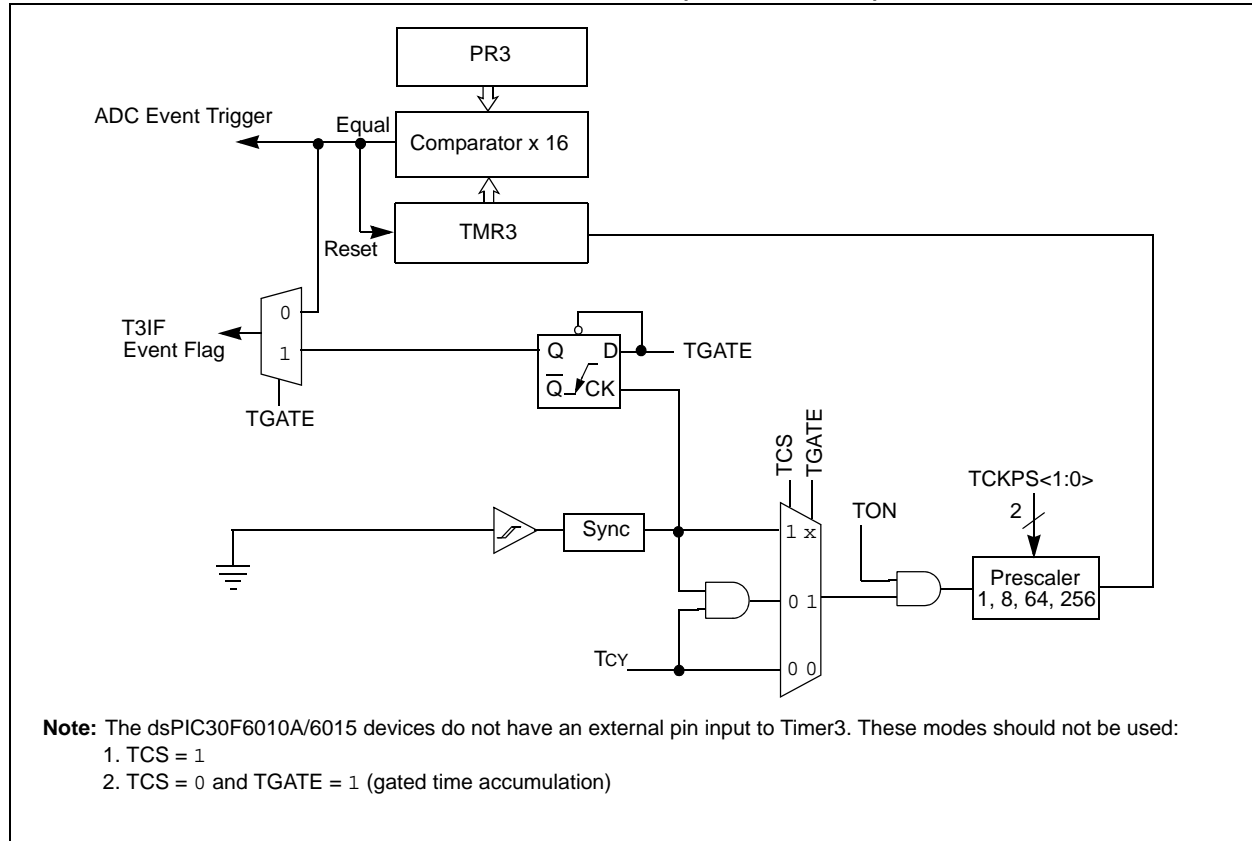 PR3
ADC Event Trigger
Equal
Comparator x 16
TMR3
Reset
0
T3IF
Event Flag
1
Q
D
TGATE
Q CK
TGATE
TCS
TGATE
TCKPS<1:0>
2
TON
Sync
1 x
Prescaler
1, 8, 64, 256
0 1
TCY
0 0
Note: The dsPIC30F6010A/6015 devices do not have an external pin input to Timer3. These modes should not be used:
1. TCS = 1
2. TCS = 0 and TGATE = 1 (gated time accumulation)